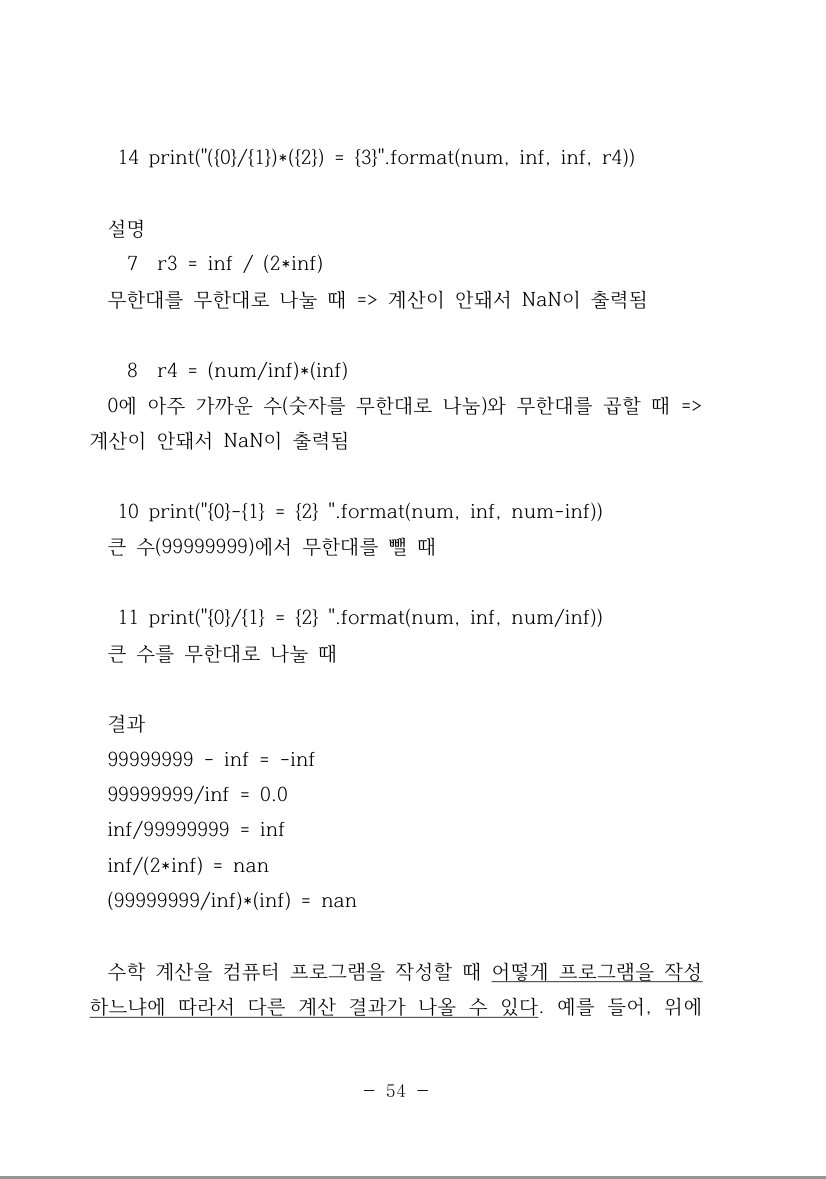 14 print("({0}/{1})*({2}) = {3}".format(num, inf, inf, r4))
설명
7 r3 = inf / (2*inf)
무한대를 무한대로 나눌 때 => 계산이 안돼서 NaN이 출력됨
8 r4 = (num/inf)*(inf)
0에 아주 가까운 수(숫자를 무한대로 나눔)와 무한대를 곱할 때 =>
계산이 안돼서 NaN이 출력됨
10 print("{0}-{1} = {2} ".format(num, inf, num-inf))
큰 수(99999999)에서 무한대를 뺄 때
11 print("{0}/{1} = {2} ".format(num, inf, num/inf))
큰 수를 무한대로 나눌 때
결과
99999999 - inf = -inf
99999999/inf = 0.0
inf/99999999 = inf
inf/(2*inf) = nan
(99999999/inf)*(inf) = nan
수학 계산을 컴퓨터 프로그램을 작성할 때 어떻게 프로그램을 작성
하느냐에 따라서 다른 계산 결과가 나올 수 있다. 예를 들어, 위에
- 54 -